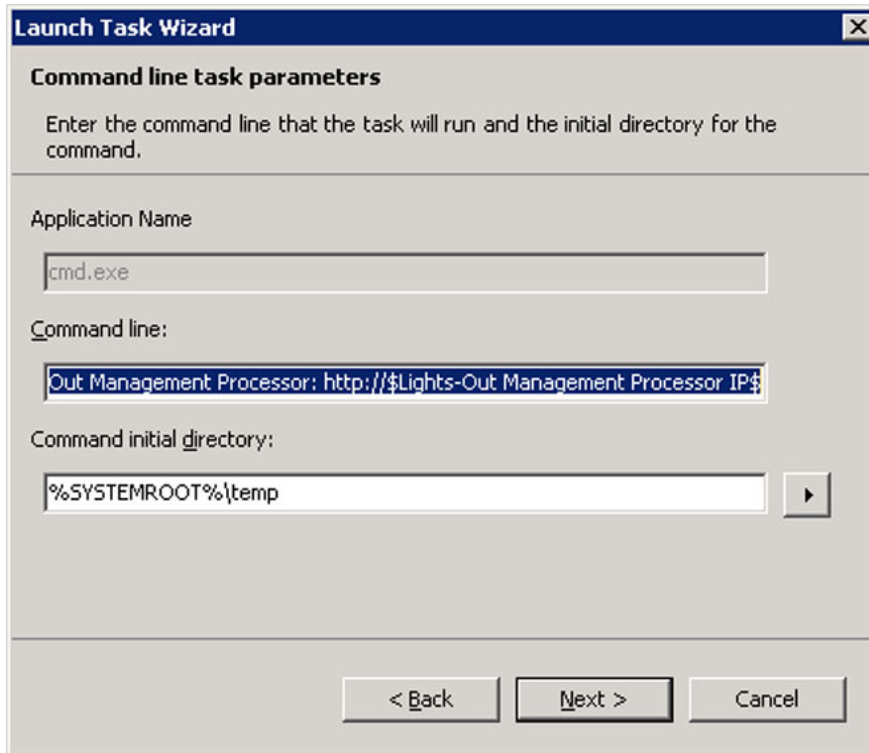 Launch Task Wizard
Command line task parameters
Enter the command line that the task will run and the initial directory for the
command.
Application Name
cmd.exe
Command line:
Out Management Processor: http://$Lights-Out Management Processor IP$
Command initial directory:
%SYSTEMROOT%\temp
< Back Next > Cancel